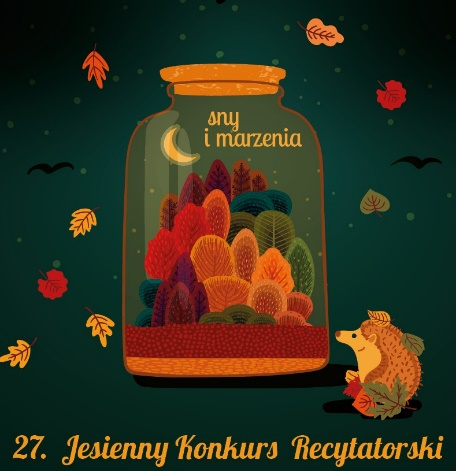 sny
i marzenia
27. Jesienny Konkurs Recytatorski